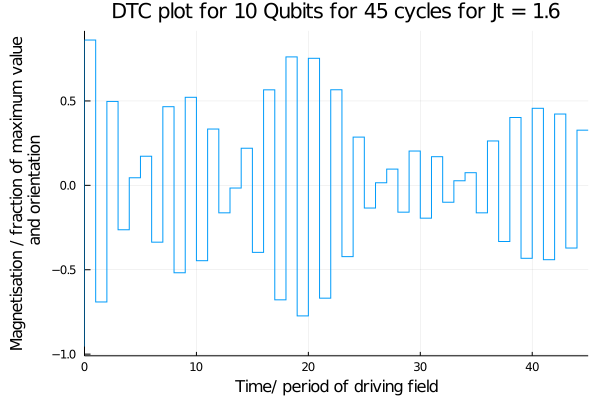 DTC plot for 10 Qubits for 45 cycles for Jt = 1.6
Magnetisation / fraction of maximum value
and orientation
0.5
0.0
−0.5
−1.0
0
10
20
30
40
Time/ period of driving field